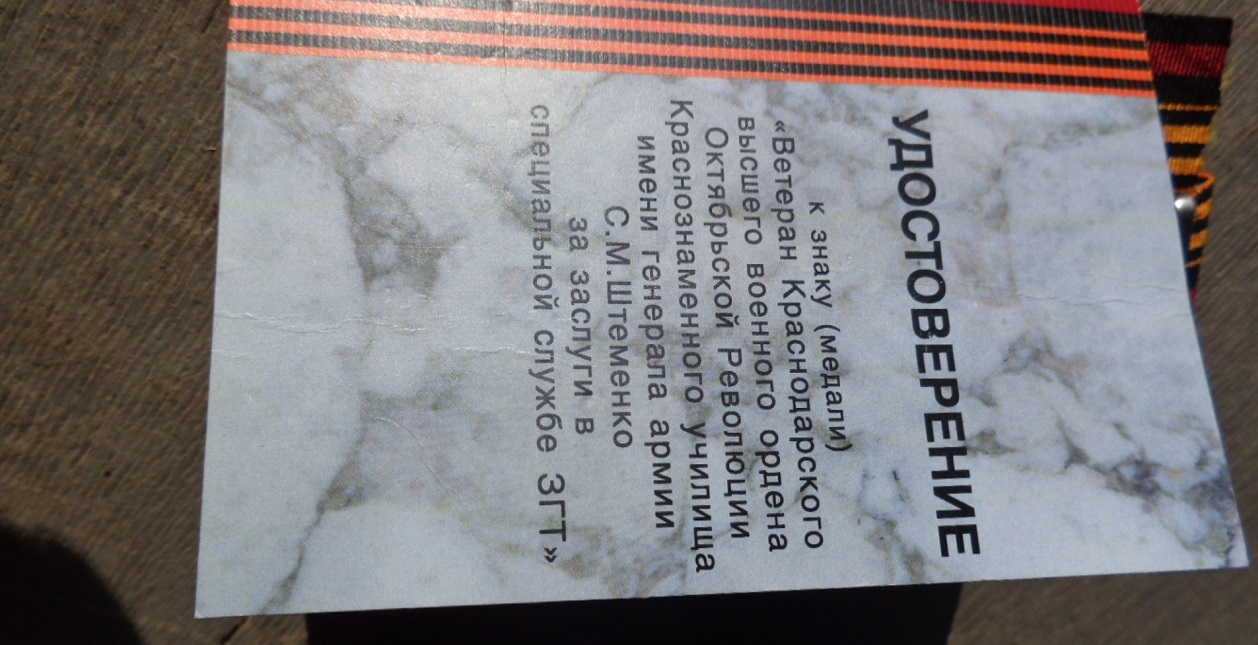 УДОСТОВЕРЕНИЕ
к знаку (медали)
«Ветеран Краснодарского
высшего военного ордена
Октябрьской Революции
Краснознаменного училища
имени генерала армии
С.М.Штеменко
за заслуги в
специальной службе ЗГТ»